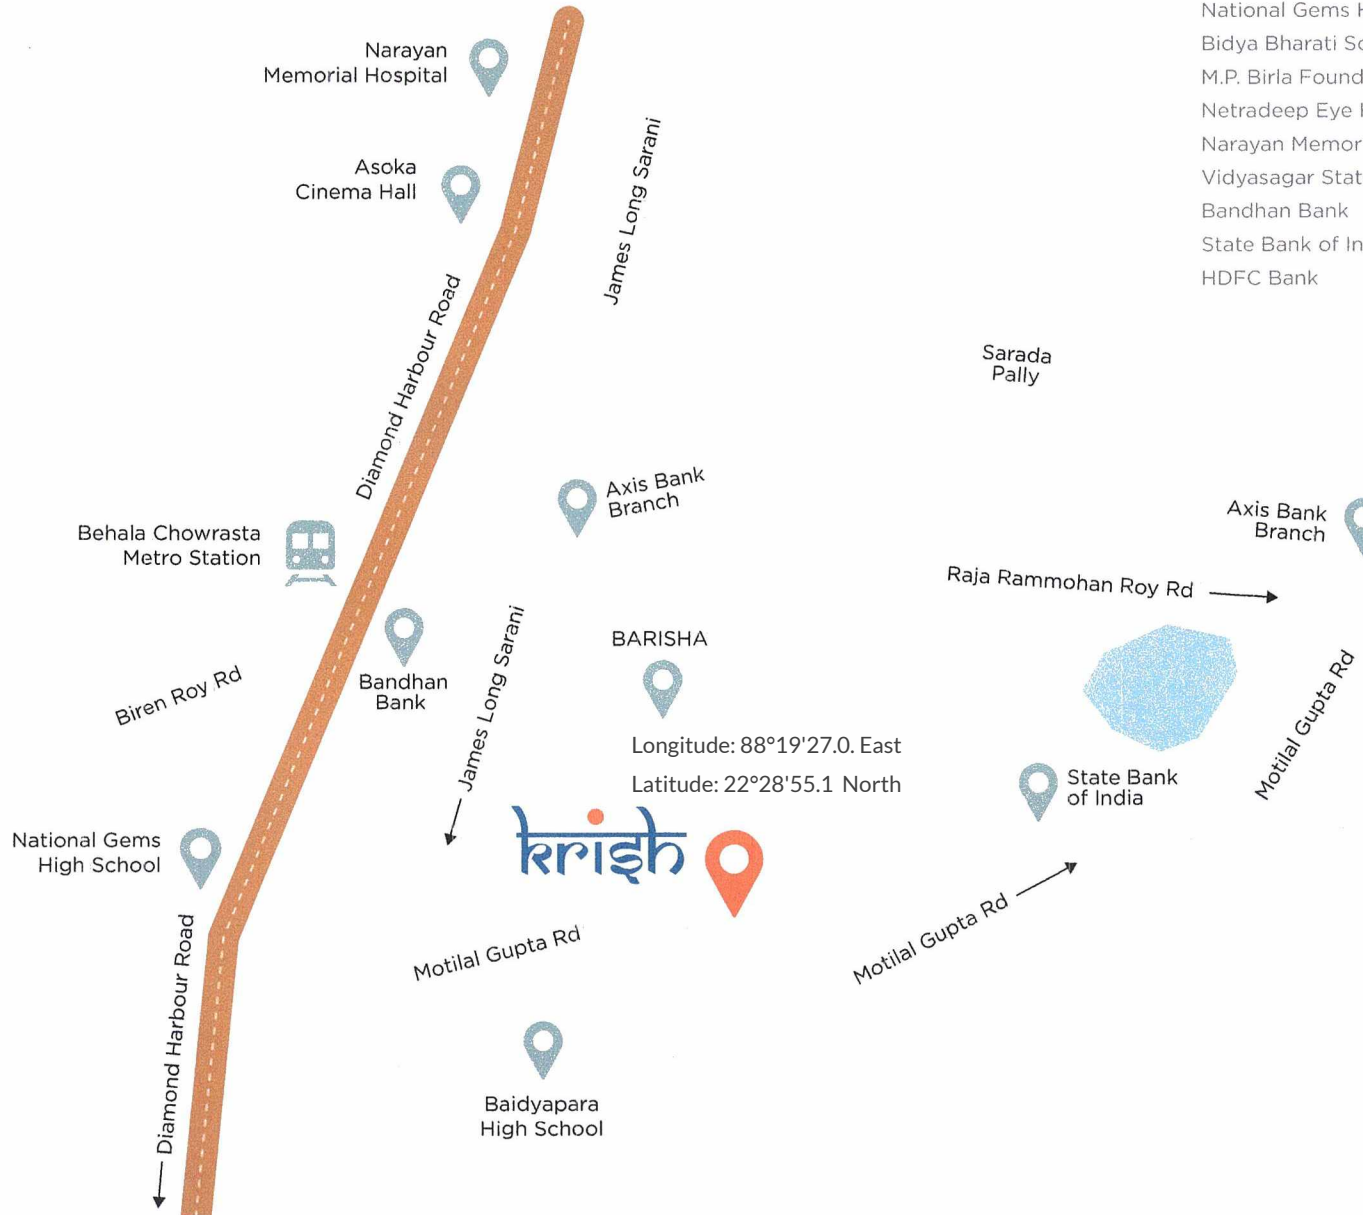 National Gems
Bidya Bharati
M.P. Birla
Netradeep Eye
Narayan
Vidyasagar
Bandhan Bank
State Bank of
HDFC Bank
Narayan
Memorial Hospital
Asoka
Cinema Hall
James Long Sarani
Diamond Harbour Road
Sarada
Pally
Axis Bank
Branch
Axis Bank
Branch
Behala Chowrasta
Metro Station
Raja Rammohan Roy Rd
BARISHA
James Long Sarani
Bandhan
Bank
Biren Roy Rd
Motilal Gupta Rd
Longitude: 88°19'27.0. East
Latitude: 22°28'55.1 North
State Bank
of India
krish
National Gems
High School
Motilal Gupta Rd
Motilal Gupta Rd
Diamond Harbour Road
Baidyapara
High School